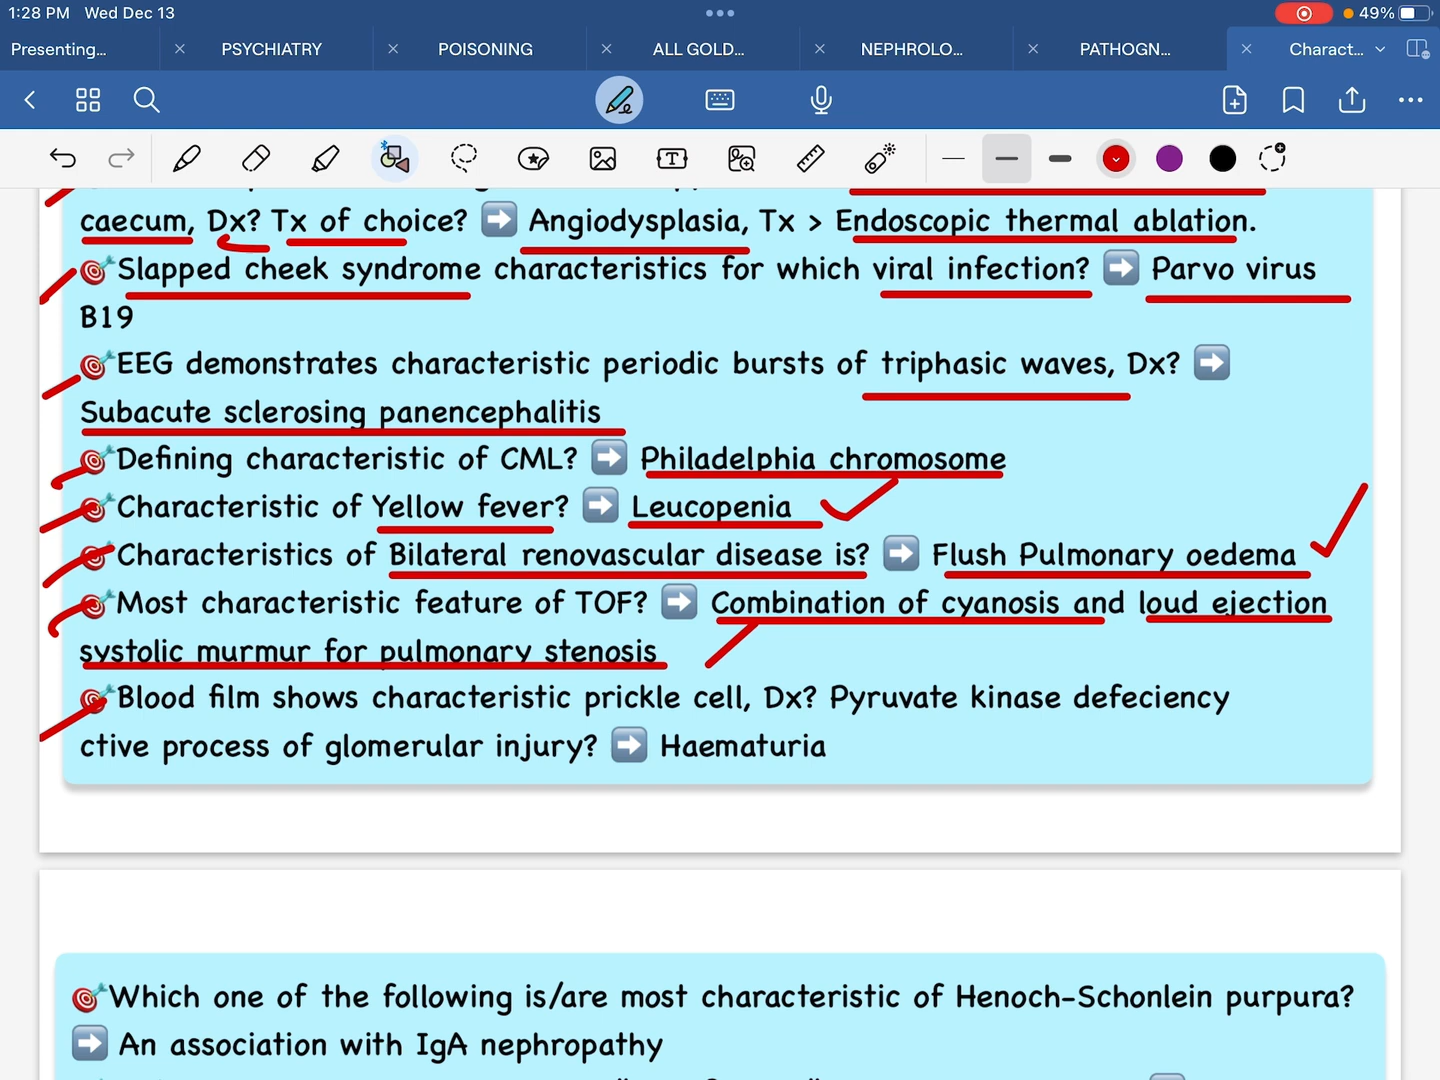 1:28 PM Wed Dec 13
49%
Presenting...
PSYCHIATRY
POISONING
ALL GOLD...
NEPHROLO...
PATHOGN...
Charact...
caecum, Dx? Tx of choice? ➡ Angiodysplasia, Tx > Endoscopic thermal ablation.
🎯Slapped cheek syndrome characteristics for which viral infection? ➡ Parvo virus
B19
🎯EEG demonstrates characteristic periodic bursts of triphasic waves, Dx? ➡
Subacute sclerosing panencephalitis
🎯Defining characteristic of CML? ➡ Philadelphia chromosome
🎯Characteristic of Yellow fever? ➡ Leucopenia
🎯Characteristics of Bilateral renovascular disease is? ➡ Flush Pulmonary oedema
🎯Most characteristic feature of TOF? ➡ Combination of cyanosis and loud ejection
systolic murmur for pulmonary stenosis
🎯Blood film shows characteristic prickle cell, Dx? Pyruvate kinase defeciency
ctive process of glomerular injury? ➡ Haematuria
🎯Which one of the following is/are most characteristic of Henoch-Schonlein purpura?
➡ An association with IgA nephropathy